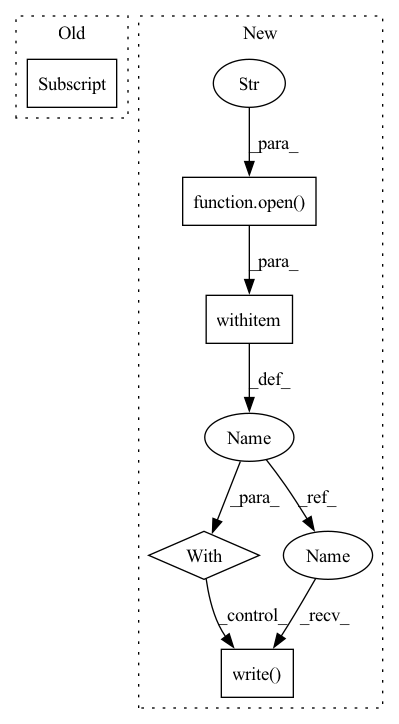 Old
New
Subscript
Str
_para_
function.open()
_para_
withitem
_def_
Name
_para_
_ref_
With
Name
_control_
_recv_
write()